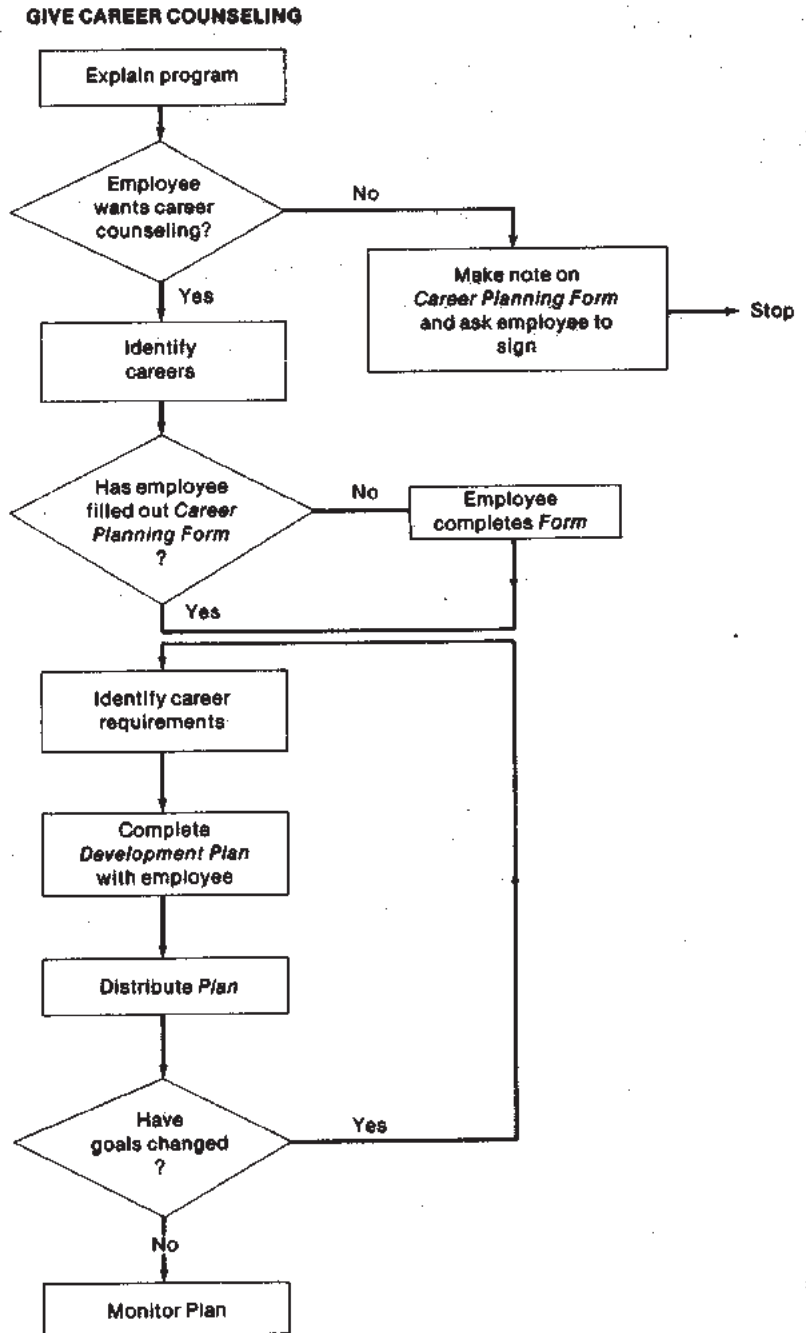 GIVE CAREER COUNSELING
Explain program
Employee
wants career
counseling?
No
Make note on
Career Planning Form
and ask employee to
sign
Stop
Yes
Identify
careers
Has employee
filled out Career
Planning Form
?
No
Employee
completes Form
Yes
Identify career
requirements
Complete
Development Plan
with employee
Distribute Plan
Have
goals changed
?
Yes
No
Monitor Plan